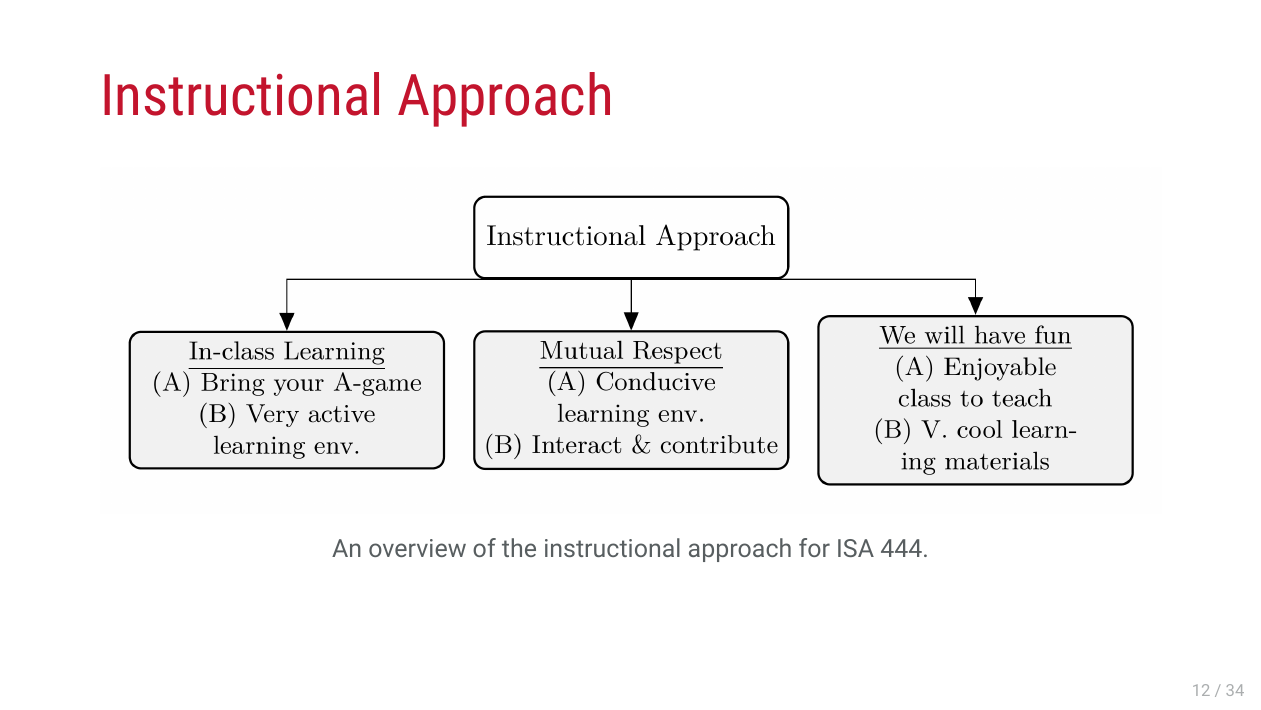 Instructional Approach
Instructional Approach
In-class Learning
(A) Bring your A-game
(B) Very active
learning env.
Mutual Respect
(A) Conducive
learning env.
(B) Interact & contribute
We will have fun
(A) Enjoyable
class to teach
(B) V. cool learn-
ing materials
An overview of the instructional approach for ISA 444.
12 / 34